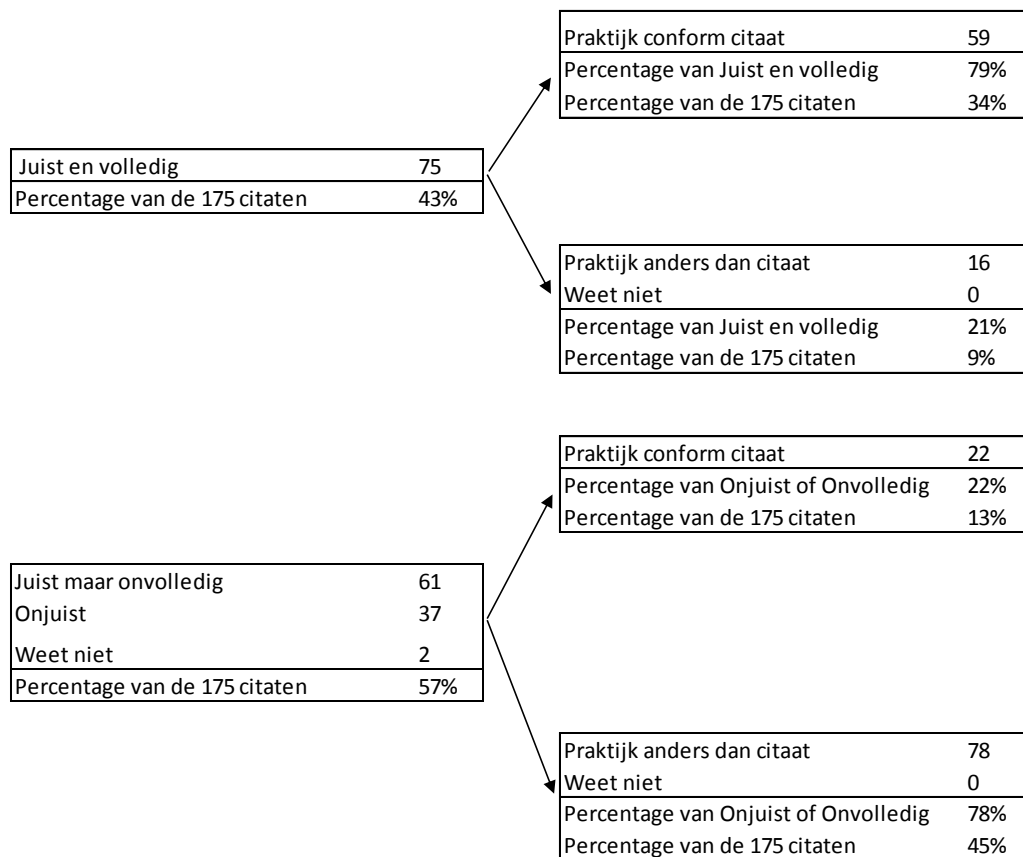 Praktijk conform citaat 59
Percentage van Juist en volledig 79%
Percentage van de 175 citaten 34%
Juist en volledig 75
Percentage van de 175 citaten 43%
Praktijk anders dan citaat 16
Weet niet 0
Percentage van Juist en volledig 21%
Percentage van de 175 citaten 9%
Praktijk conform citaat 22
Percentage van Onjuist of Onvolledig 22%
Percentage van de 175 citaten 13%
Juist maar onvolledig 61
Onjuist 37
Weet niet 2
Percentage van de 175 citaten 57%
Praktijk anders dan citaat 78
Weet niet 0
Percentage van Onjuist of Onvolledig 78%
Percentage van de 175 citaten 45%